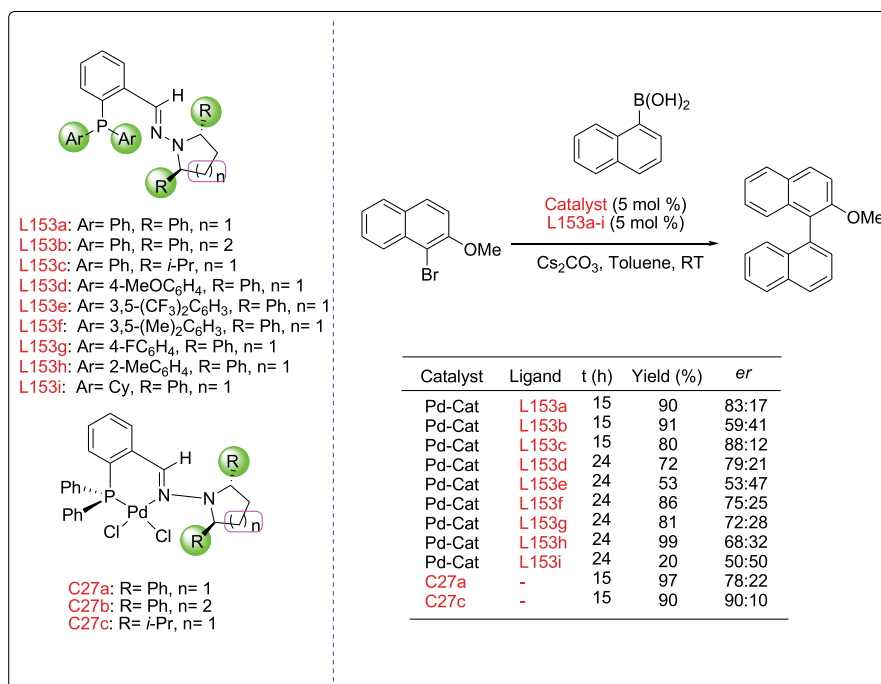 H
R
Ar
P
Ar
N
N
( )n
R
L153a: Ar= Ph, R= Ph, n= 1
L153b: Ar= Ph, R= Ph, n= 2
L153c: Ar= Ph, R= i-Pr, n= 1
L153d: Ar= 4-MeOC6H4, R= Ph, n= 1
L153e: Ar= 3,5-(CF3)2C6H3, R= Ph, n= 1
L153f: Ar= 3,5-(Me)2C6H3, R= Ph, n= 1
L153g: Ar= 4-FC6H4, R= Ph, n= 1
L153h: Ar= 2-MeC6H4, R= Ph, n= 1
L153i: Ar= Cy, R= Ph, n= 1
H
R
Ph
P
N
N
Ph
Pd
( )n
Cl
Cl
R
C27a: R= Ph, n= 1
C27b: R= Ph, n= 2
C27c: R= i-Pr, n= 1
B(OH)2
Catalyst (5 mol %)
L153a-i (5 mol %)
OMe
Br
Cs2CO3, Toluene, RT
OMe
Catalyst Ligand t (h) Yield (%) er
Pd-Cat L153a 15 90 83:17
Pd-Cat L153b 15 91 59:41
Pd-Cat L153c 15 80 88:12
Pd-Cat L153d 24 72 79:21
Pd-Cat L153e 24 53 53:47
Pd-Cat L153f 24 86 75:25
Pd-Cat L153g 24 81 72:28
Pd-Cat L153h 24 99 68:32
Pd-Cat L153i 24 20 50:50
C27a - 15 97 78:22
C27c - 15 90 90:10